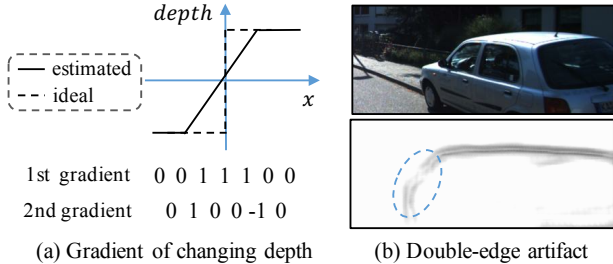 depth
estimated
ideal
x
1st gradient 0 0 1 1 1 0 0
2nd gradient 0 1 0 0 -1 0
(a) Gradient of changing depth
(b) Double-edge artifact